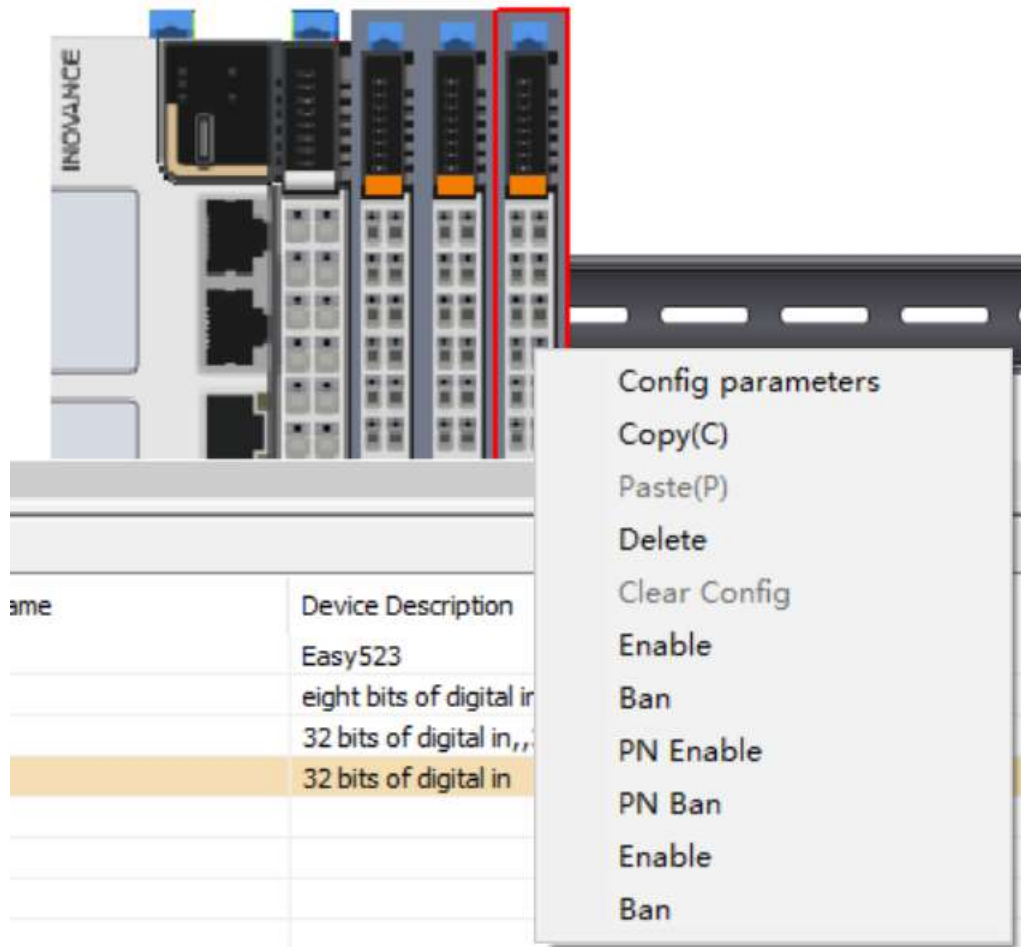 INOVANCE
Config parameters
Copy(C)
Paste(P)
Delete
Clear Config
Enable
Ban
PN Enable
PN Ban
Enable
Ban
ame Device Description
Easy523
eight bits of digital in
32 bits of digital in,,
32 bits of digital in